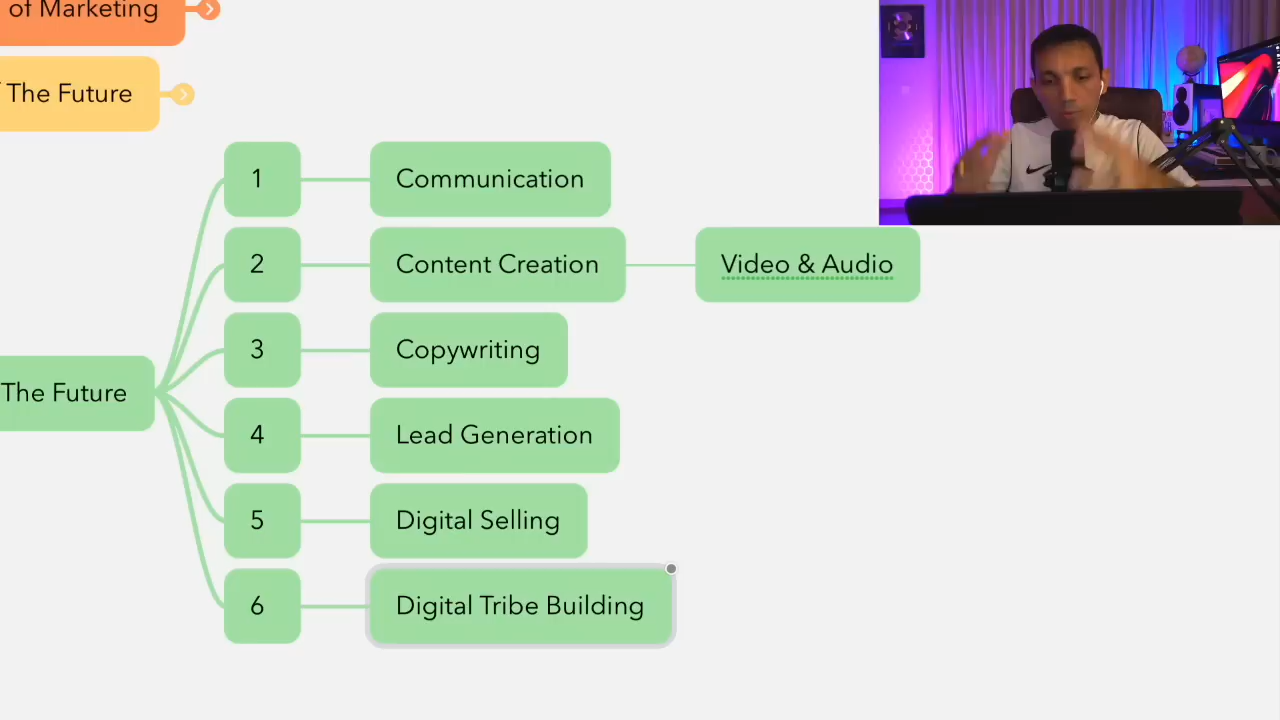 of Marketing
The Future
1
Communication
2
Content Creation
Video & Audio
3
Copywriting
The Future
4
Lead Generation
5
Digital Selling
6
Digital Tribe Building